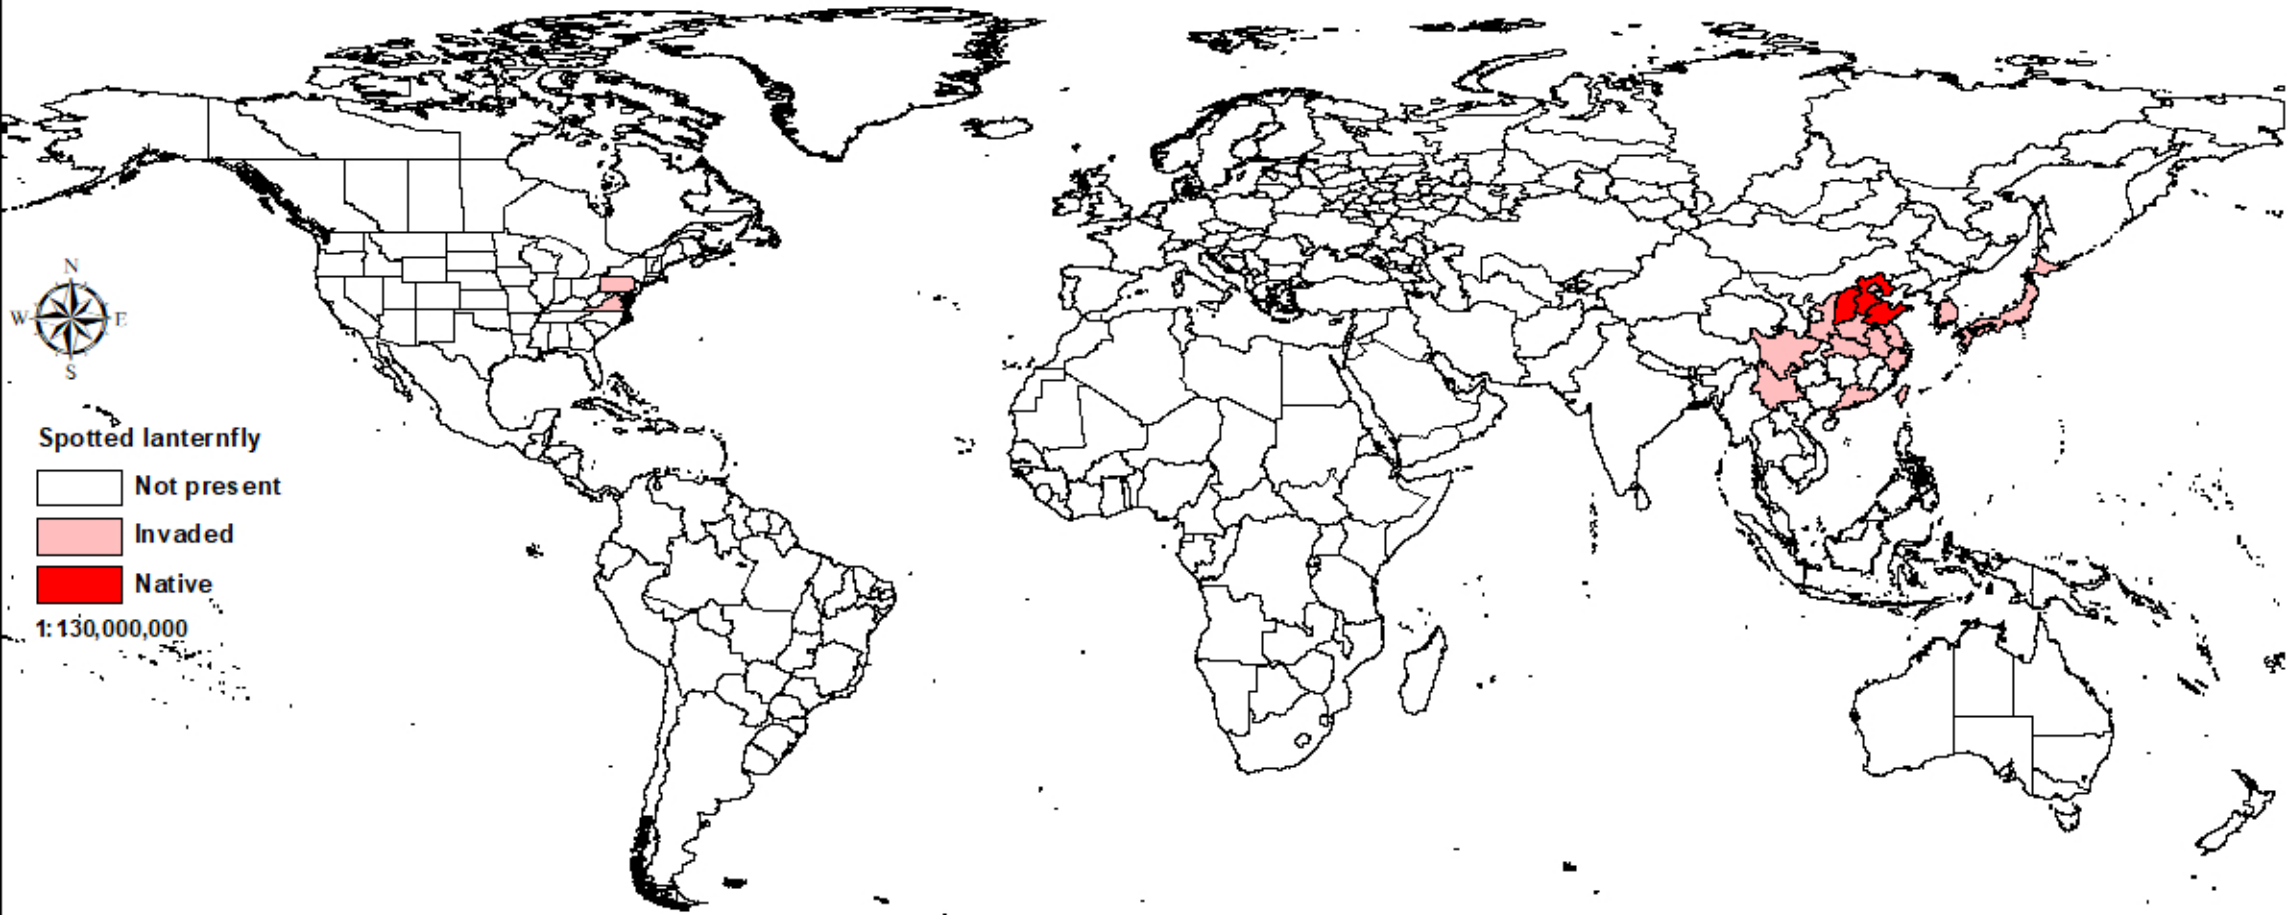 N
W E
S
Spotted lanternfly
Not present
Invaded
Native
1:130,000,000